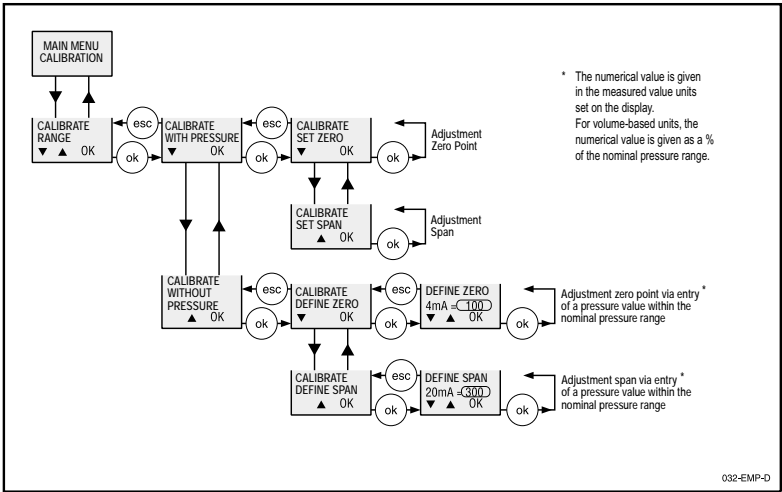 MAIN MENU
CALIBRATION
* The numerical value is given
in the measured value units
set on the display.
For volume-based units, the
numerical value is given as a %
of the nominal pressure range.
CALIBRATE
RANGE
▼ ▲ OK
esc
ok
CALIBRATE
WITH PRESSURE
▼ OK
esc
ok
CALIBRATE
SET ZERO
▼ OK
ok
Adjustment
Zero Point
CALIBRATE
SET SPAN
▲ OK
ok
Adjustment
Span
CALIBRATE
WITHOUT
PRESSURE
▲ OK
esc
ok
CALIBRATE
DEFINE ZERO
▼ OK
esc
ok
DEFINE ZERO
4mA = 100
▼ ▲ OK
ok
Adjustment zero point via entry *
of a pressure value within the
nominal pressure range
CALIBRATE
DEFINE SPAN
▲ OK
esc
ok
DEFINE SPAN
20mA = 300
▼ ▲ OK
ok
Adjustment span via entry *
of a pressure value within the
nominal pressure range
032-EMP-D